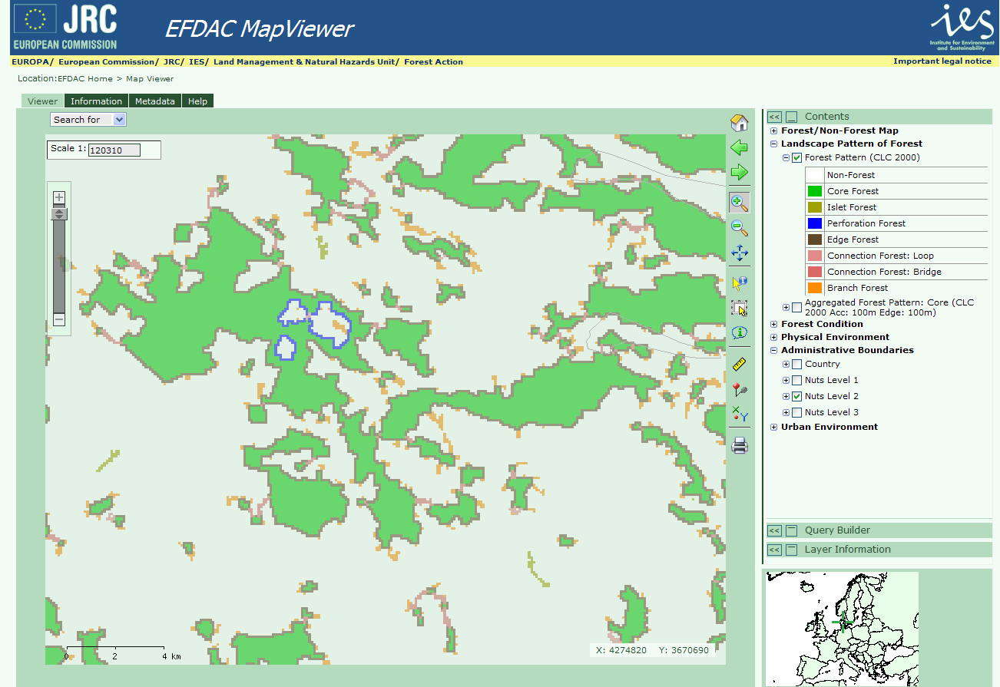 JRC
EUROPEAN COMMISSION
EFDAC MapViewer
ies
Institute for Environment
and Sustainability
EUROPA/ European Commission/ JRC/ IES/ Land Management & Natural Hazards Unit/ Forest Action
Important legal notice
Location:EFDAC Home > Map Viewer
Viewer
Information
Metadata
Help
Search for
Scale 1: 120310
<< Contents
Forest/Non-Forest Map
Landscape Pattern of Forest
Forest Pattern (CLC 2000)
Non-Forest
Core Forest
Islet Forest
Perforation Forest
Edge Forest
Connection Forest: Loop
Connection Forest: Bridge
Branch Forest
Aggregated Forest Pattern: Core (CLC
2000 Acc: 100m Edge: 100m)
Forest Condition
Physical Environment
Administrative Boundaries
Country
Nuts Level 1
Nuts Level 2
Nuts Level 3
Urban Environment
<< Query Builder
<< Layer Information
0 2 4 km
X: 4274820 Y: 3670690